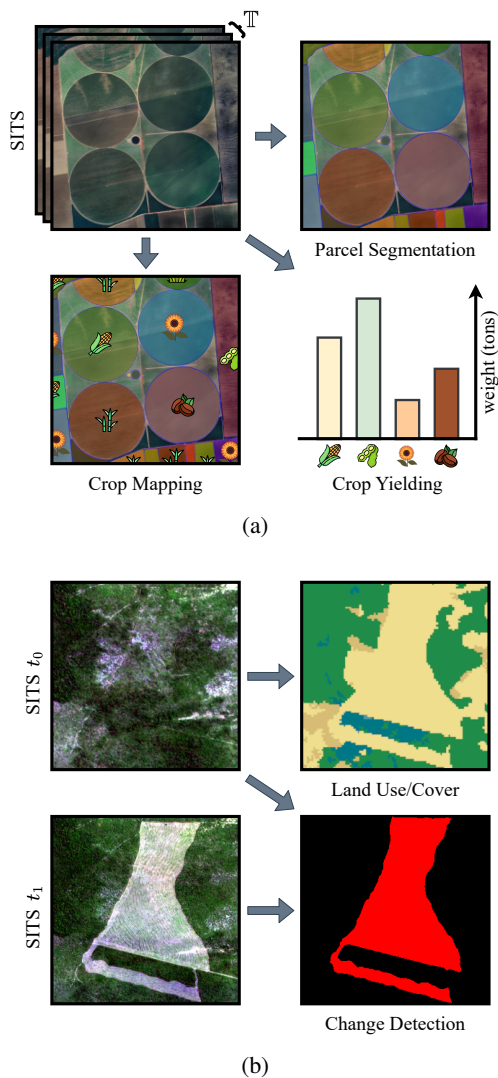 𝕋
SITS
Parcel Segmentation
Crop Mapping
weight (tons)
Crop Yielding
(a)
SITS t₀
Land Use/Cover
SITS t₁
Change Detection
(b)